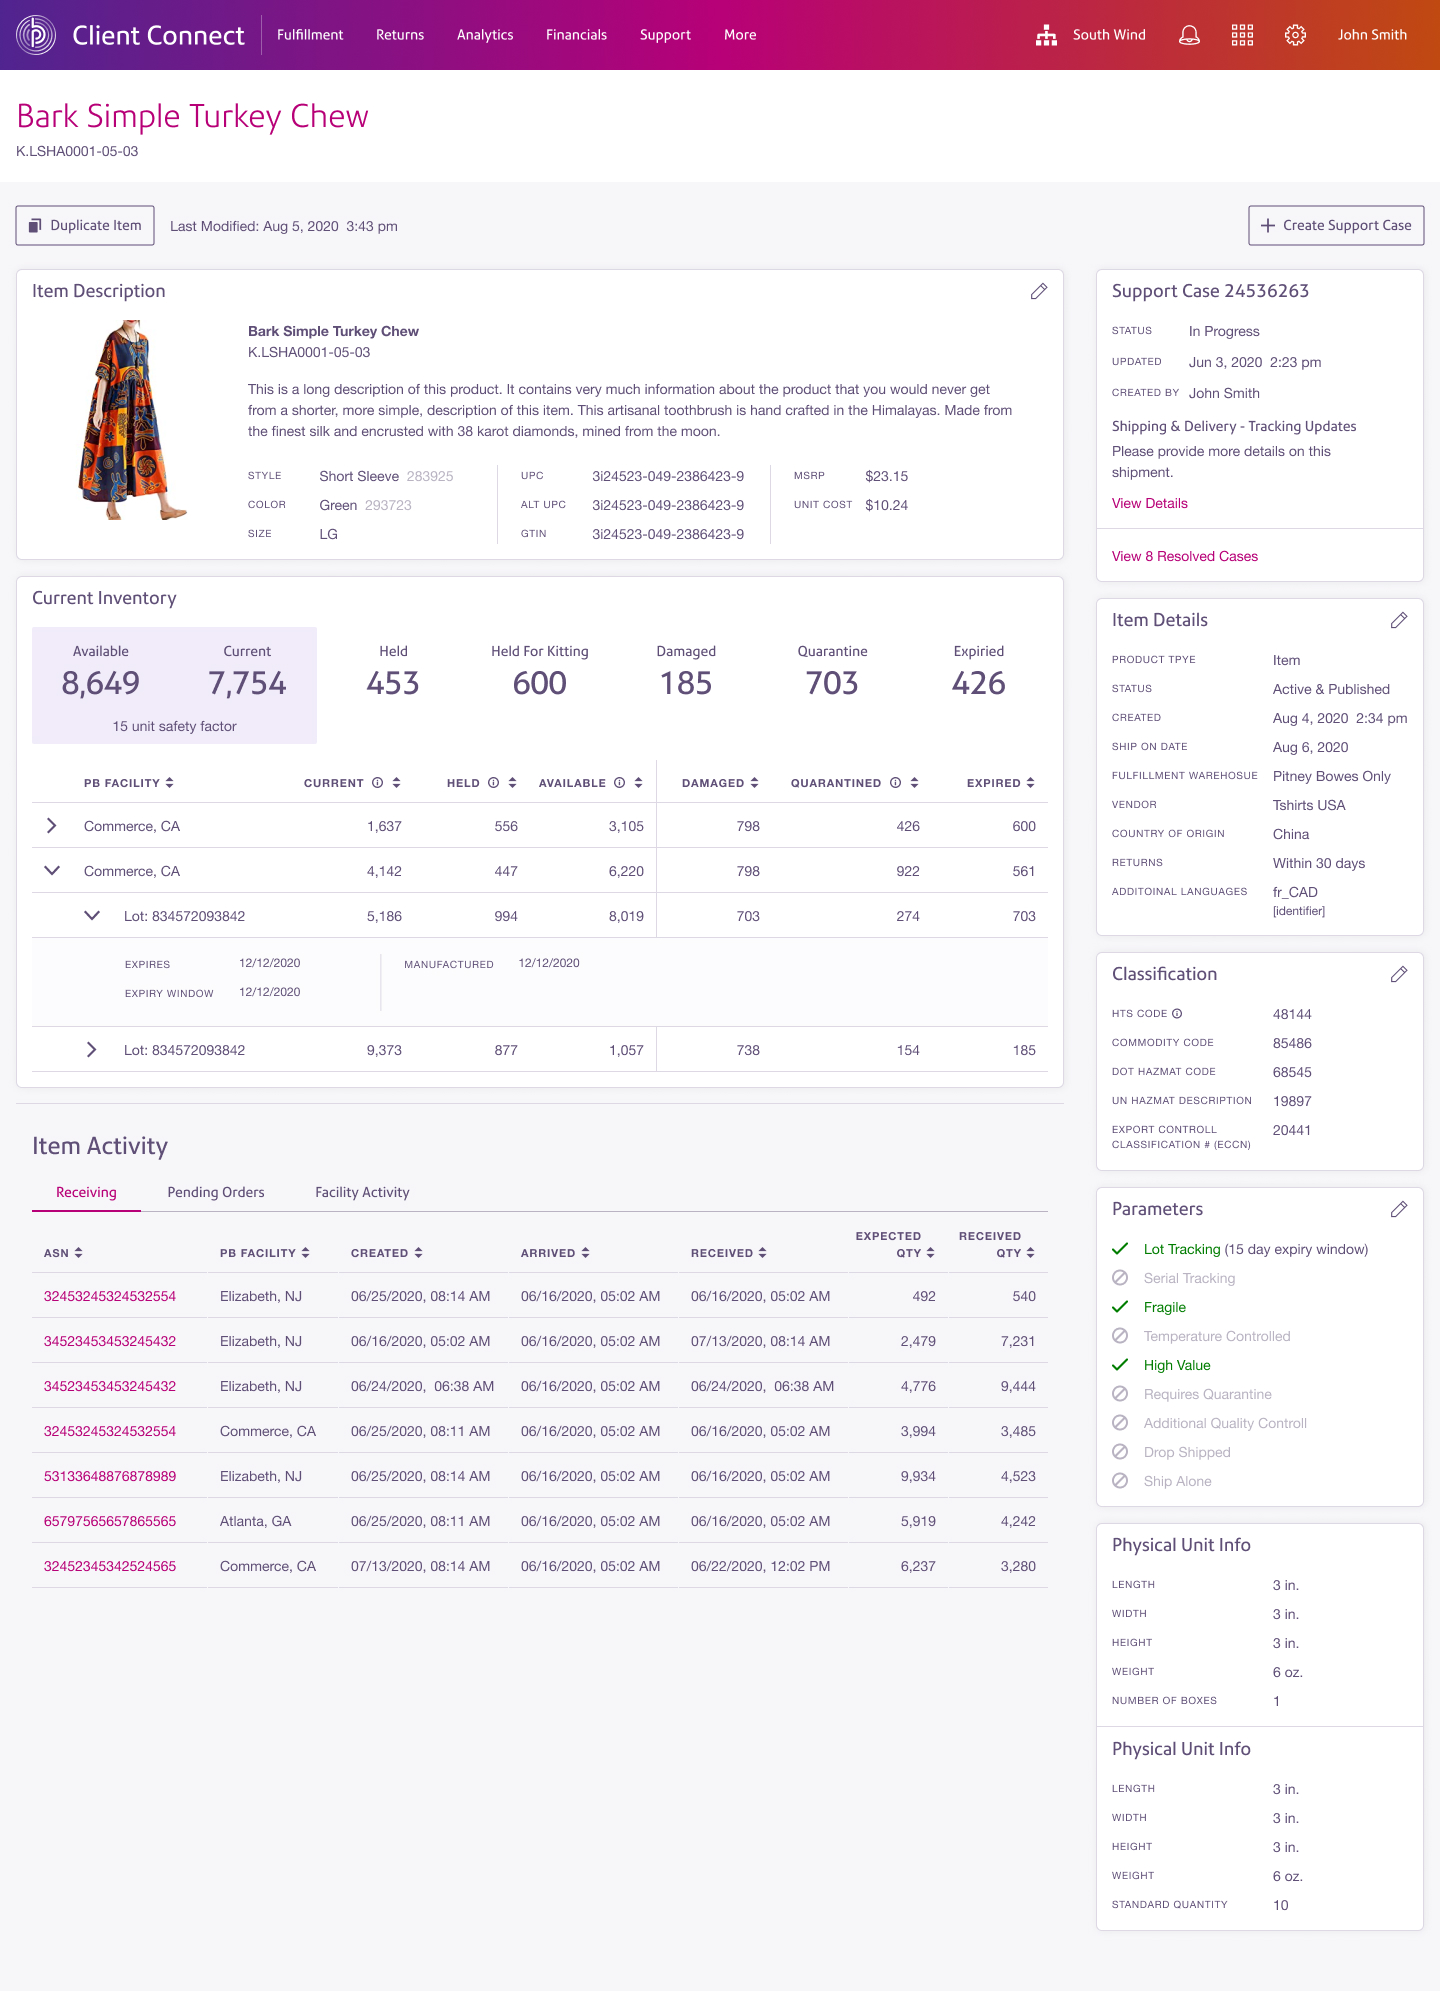 Client Connect
Fulfillment Returns Analytics Financials Support More
South Wind John Smith
Bark Simple Turkey Chew
K.LSHA0001-05-03
Duplicate Item Last Modified: Aug 5, 2020 3:43 pm
Create Support Case
Item Description
Bark Simple Turkey Chew
K.LSHA0001-05-03
This is a long description of this product. It contains very much information about the product that you would never get
from a shorter, more simple, description of this item. This artisanal toothbrush is hand crafted in the Himalayas. Made from
the finest silk and encrusted with 38 karot diamonds, mined from the moon.
STYLE Short Sleeve 283925 UPC 3i24523-049-2386423-9 MSRP $23.15
COLOR Green 293723 ALT UPC 3i24523-049-2386423-9 UNIT COST $10.24
SIZE LG GTIN 3i24523-049-2386423-9
Current Inventory
Available Current Held Held For Kitting Damaged Quarantine Expiried
8,649 7,754 453 600 185 703 426
15 unit safety factor
PB FACILITY CURRENT HELD AVAILABLE DAMAGED QUARANTINED EXPIRED
Commerce, CA 1,637 556 3,105 798 426 600
Commerce, CA 4,142 447 6,220 798 922 561
Lot: 834572093842 5,186 994 8,019 703 274 703
EXPIRES 12/12/2020 MANUFACTURED 12/12/2020
EXPIRY WINDOW 12/12/2020
Lot: 834572093842 9,373 877 1,057 738 154 185
Item Activity
Receiving Pending Orders Facility Activity
ASN PB FACILITY CREATED ARRIVED RECEIVED EXPECTED QTY RECEIVED QTY
32453245324532554 Elizabeth, NJ 06/25/2020, 08:14 AM 06/16/2020, 05:02 AM 06/16/2020, 05:02 AM 492 540
34523453453245432 Elizabeth, NJ 06/16/2020, 05:02 AM 06/16/2020, 05:02 AM 07/13/2020, 08:14 AM 2,479 7,231
34523453453245432 Elizabeth, NJ 06/24/2020, 06:38 AM 06/16/2020, 05:02 AM 06/24/2020, 06:38 AM 4,776 9,444
32453245324532554 Commerce, CA 06/25/2020, 08:11 AM 06/16/2020, 05:02 AM 06/16/2020, 05:02 AM 3,994 3,485
53133648876878989 Elizabeth, NJ 06/25/2020, 08:14 AM 06/16/2020, 05:02 AM 06/16/2020, 05:02 AM 9,934 4,523
65797565657865565 Atlanta, GA 06/25/2020, 08:11 AM 06/16/2020, 05:02 AM 06/16/2020, 05:02 AM 5,919 4,242
32452345342524565 Commerce, CA 07/13/2020, 08:14 AM 06/16/2020, 05:02 AM 06/22/2020, 12:02 PM 6,237 3,280
Support Case 24536263
STATUS In Progress
UPDATED Jun 3, 2020 2:23 pm
CREATED BY John Smith
Shipping & Delivery - Tracking Updates
Please provide more details on this
shipment.
View Details
View 8 Resolved Cases
Item Details
PRODUCT TPYE Item
STATUS Active & Published
CREATED Aug 4, 2020 2:34 pm
SHIP ON DATE Aug 6, 2020
FULFILLMENT WAREHOSUE Pitney Bowes Only
VENDOR Tshirts USA
COUNTRY OF ORIGIN China
RETURNS Within 30 days
ADDITOINAL LANGUAGES fr_CAD
[identifier]
Classification
HTS CODE 48144
COMMODITY CODE 85486
DOT HAZMAT CODE 68545
UN HAZMAT DESCRIPTION 19897
EXPORT CONTROLL 20441
CLASSIFICATION # (ECCN)
Parameters
Lot Tracking (15 day expiry window)
Serial Tracking
Fragile
Temperature Controlled
High Value
Requires Quarantine
Additional Quality Controll
Drop Shipped
Ship Alone
Physical Unit Info
LENGTH 3 in.
WIDTH 3 in.
HEIGHT 3 in.
WEIGHT 6 oz.
NUMBER OF BOXES 1
Physical Unit Info
LENGTH 3 in.
WIDTH 3 in.
HEIGHT 3 in.
WEIGHT 6 oz.
STANDARD QUANTITY 10